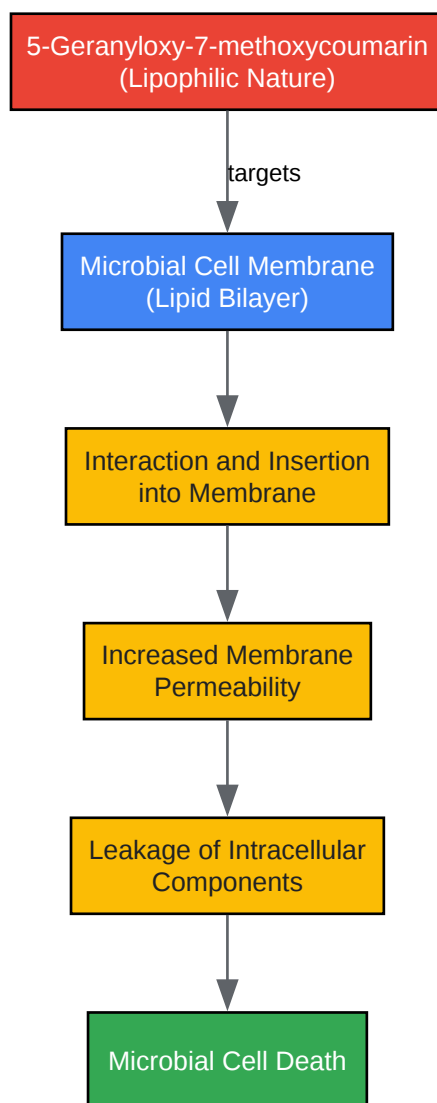 5-Geranyloxy-7-methoxycoumarin
(Lipophilic Nature)
targets
Microbial Cell Membrane
(Lipid Bilayer)
Interaction and Insertion
into Membrane
Increased Membrane
Permeability
Leakage of Intracellular
Components
Microbial Cell Death